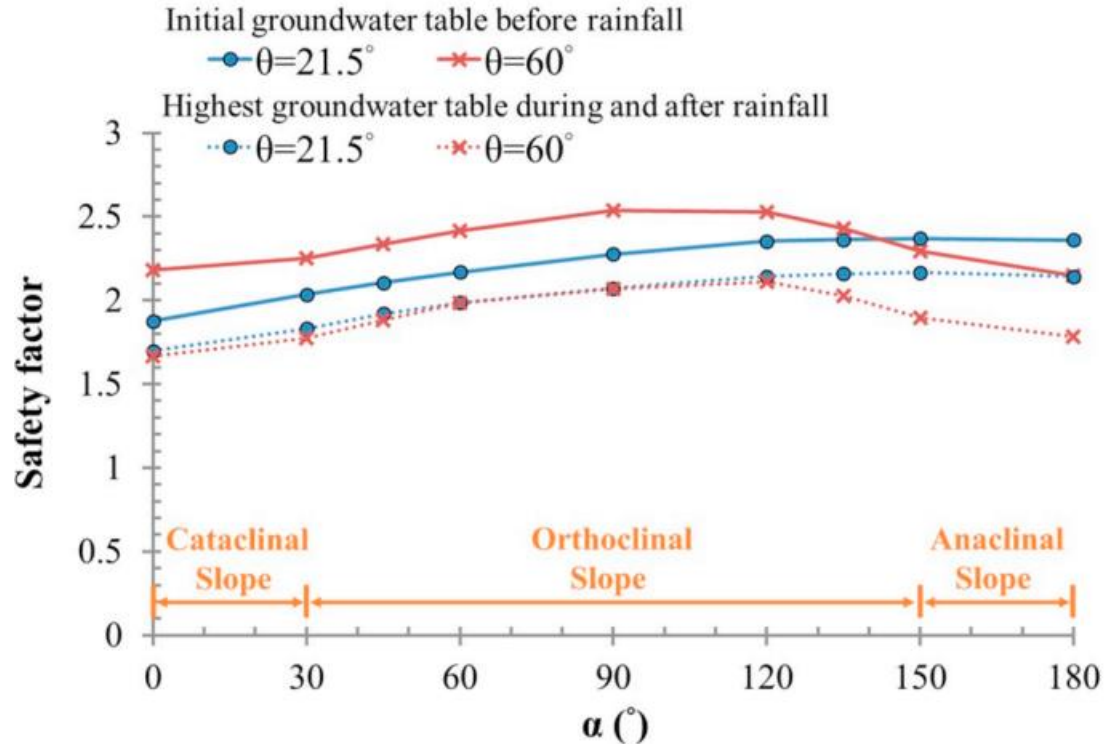 Initial groundwater table before rainfall
θ=21.5° θ=60°
Highest groundwater table during and after rainfall
θ=21.5° θ=60°
3
2.5
2
1.5
1
0.5
0
Safety factor
Cataclinal Slope
Orthoclinal Slope
Anaclinal Slope
0 30 60 90 120 150 180
α (°)